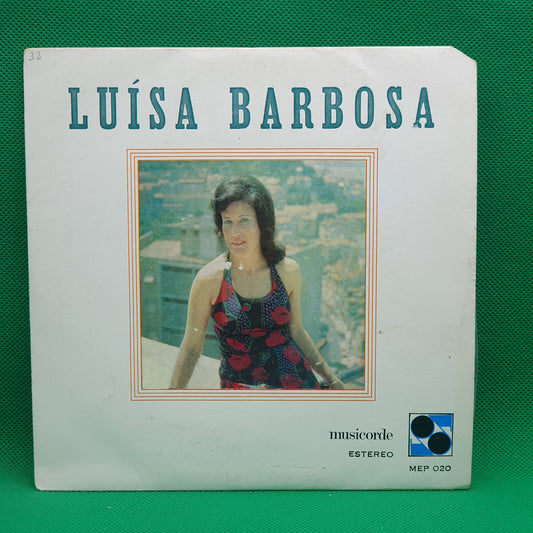 38
LUÍSA BARBOSA
musicorde
ESTEREO
MEP 020